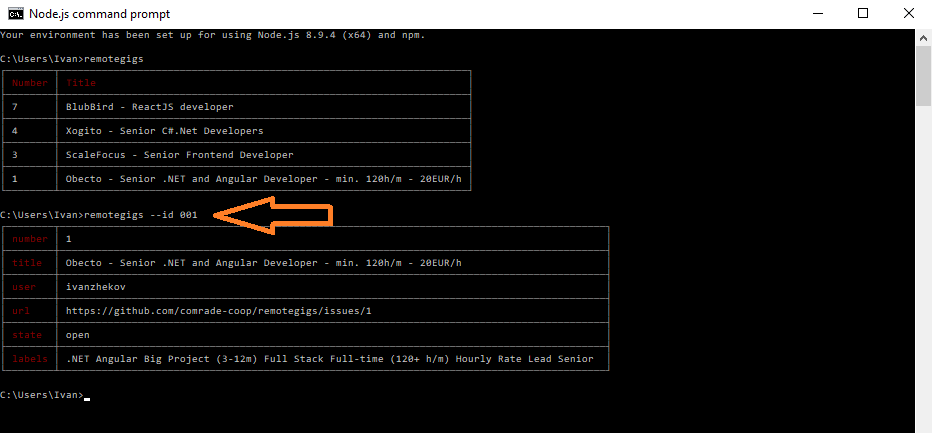 Node.js command prompt
Your environment has been set up for using Node.js 8.9.4 (x64) and npm.
C:\Users\Ivan>remotegigs
Number Title
7 BlubBird - ReactJS developer
4 Xogito - Senior C#.Net Developers
3 ScaleFocus - Senior Frontend Developer
1 Obecto - Senior .NET and Angular Developer - min. 120h/m - 20EUR/h
C:\Users\Ivan>remotegigs --id 001
number 1
title Obecto - Senior .NET and Angular Developer - min. 120h/m - 20EUR/h
user ivanzhekov
url https://github.com/comrade-coop/remotegigs/issues/1
state open
labels .NET Angular Big Project (3-12m) Full Stack Full-time (120+ h/m) Hourly Rate Lead Senior
C:\Users\Ivan>